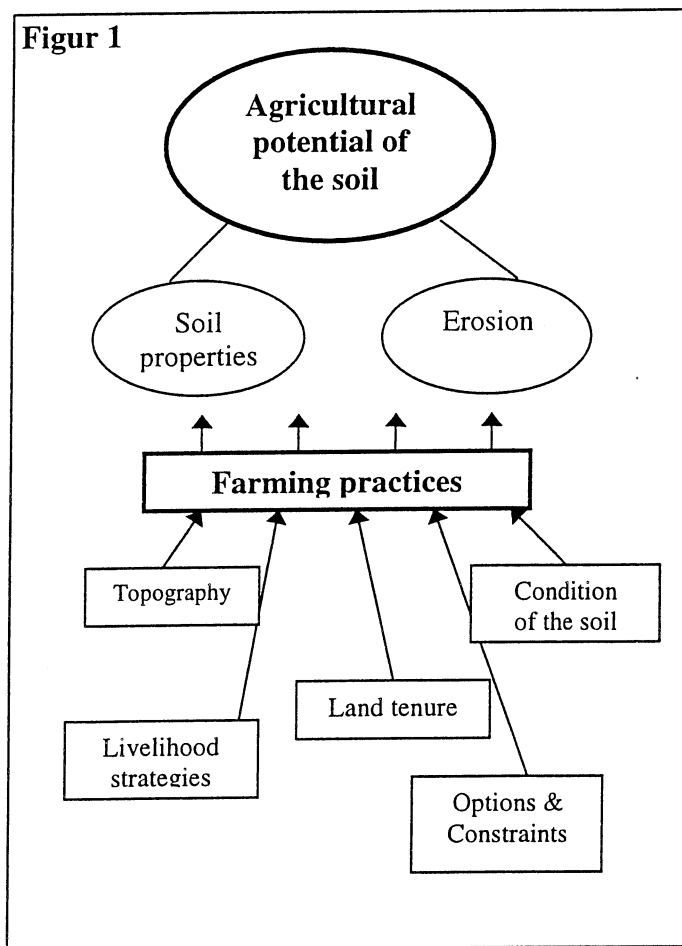 Figur 1
Agricultural
potential of
the soil
Soil
properties
Erosion
Farming practices
Topography
Condition
of the soil
Land tenure
Livelihood
strategies
Options &
Constraints